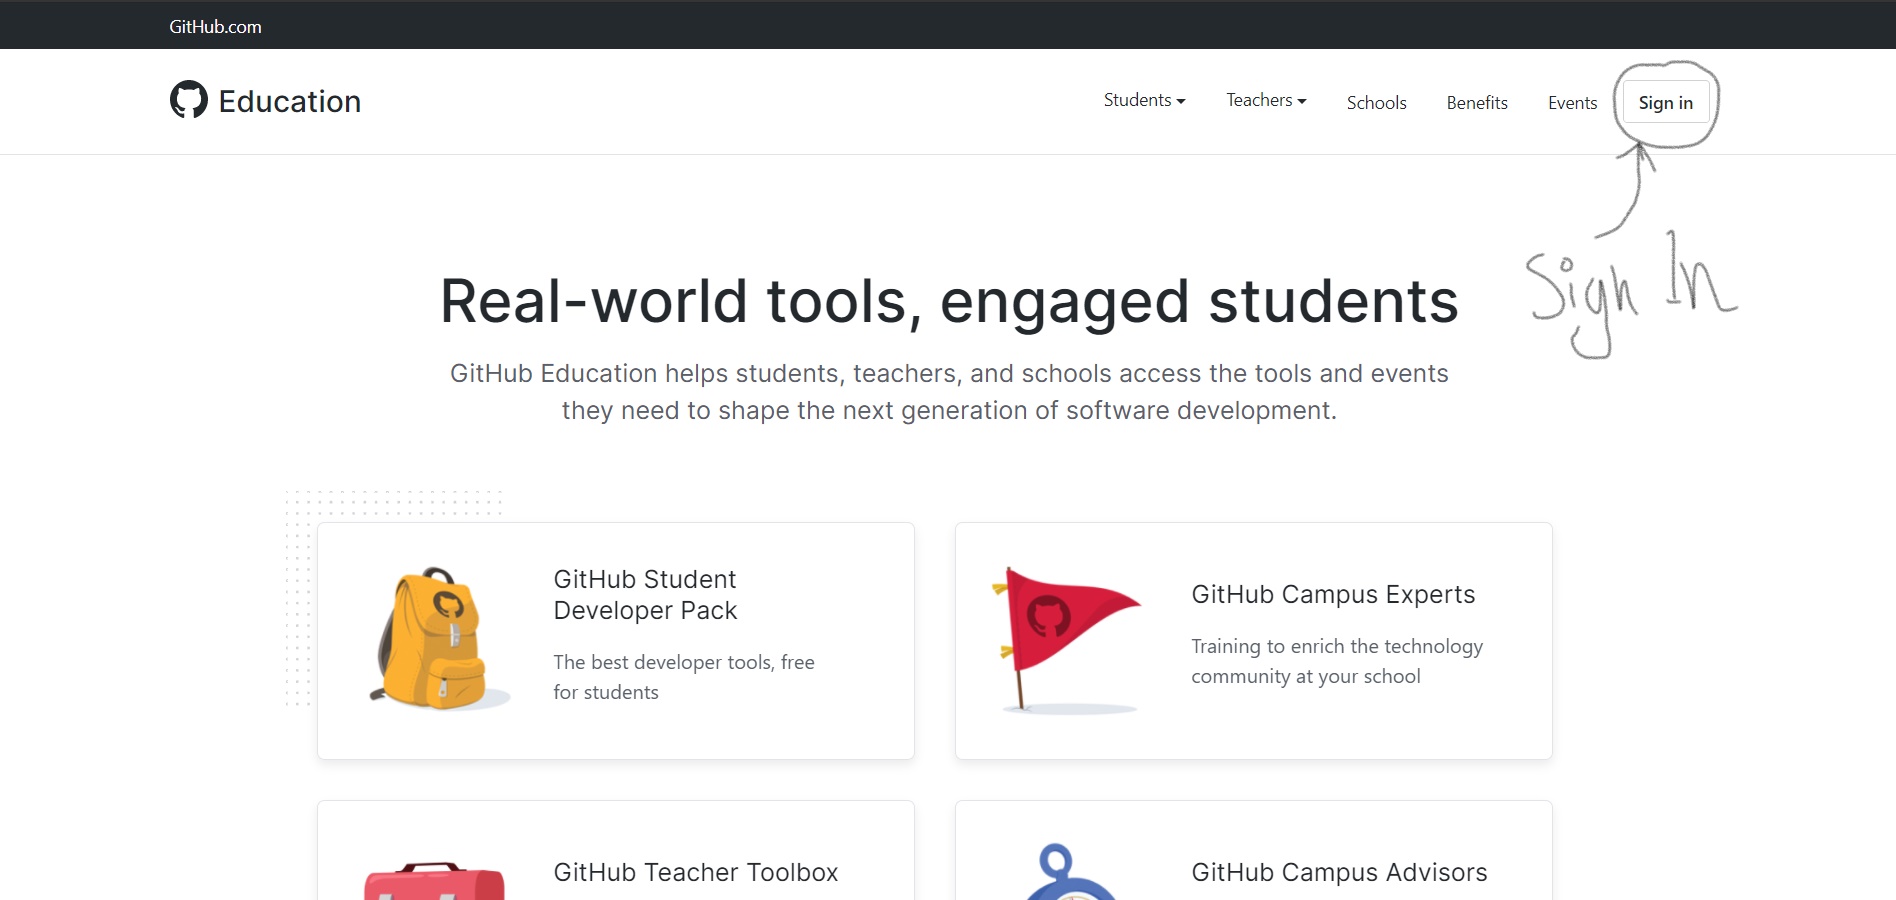 GitHub.com
Education
Students
Teachers
Schools
Benefits
Events
Sign in
Sign In
Real-world tools, engaged students
GitHub Education helps students, teachers, and schools access the tools and events
they need to shape the next generation of software development.
GitHub Student
Developer Pack
The best developer tools, free
for students
GitHub Campus Experts
Training to enrich the technology
community at your school
GitHub Teacher Toolbox
GitHub Campus Advisors